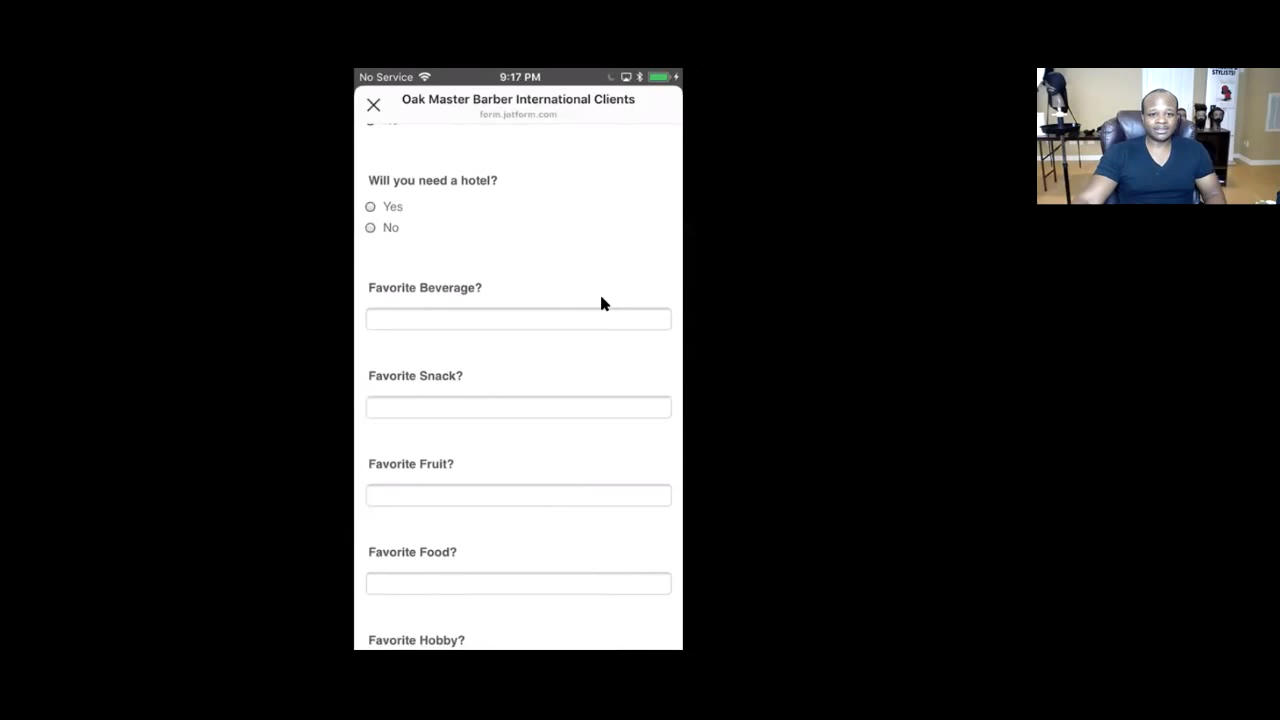 No Service
9:17 PM
Oak Master Barber International Clients
form.jotform.com
Will you need a hotel?
Yes
No
Favorite Beverage?
Favorite Snack?
Favorite Fruit?
Favorite Food?
Favorite Hobby?
STYLISTS!